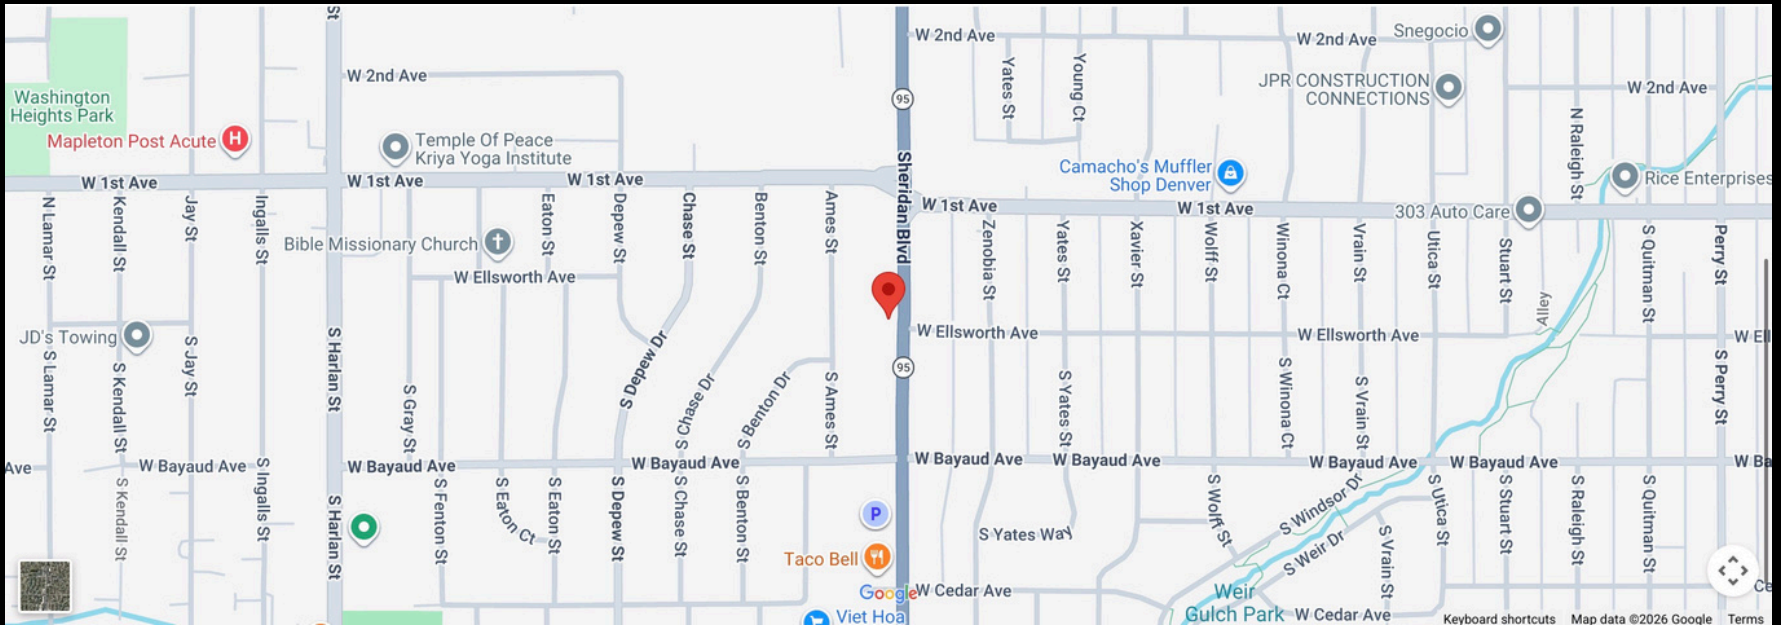 St
W 2nd Ave
W 2nd Ave
Snegocio
W 2nd Ave
JPR CONSTRUCTION
CONNECTIONS
W 2nd Ave
Washington
Heights Park
95
Yates St
Young Ct
N Raleigh St
Mapleton Post Acute
H
Temple Of Peace
Kriya Yoga Institute
Camacho's Muffler
Shop Denver
Rice Enterprises
W 1st Ave
W 1st Ave
W 1st Ave
Sheridan Blvd
W 1st Ave
W 1st Ave
303 Auto Care
N Lamar St
Kendall St
Jay St
Ingalls St
Eaton St
Depew St
Chase St
Benton St
Ames St
Zenobia St
Yates St
Xavier St
Wolff St
Winona Ct
Vrain St
Utica St
Stuart St
S Quitman St
Perry St
Bible Missionary Church
W Ellsworth Ave
Alley
JD's Towing
W Ellsworth Ave
W Ellsworth Ave
W Ell
S Lamar St
S Kendall St
S Jay St
S Harlan St
S Gray St
S Depew Dr
S Chase Dr
S Benton Dr
S Ames St
95
S Yates St
S Winona Ct
S Vrain St
S Perry St
Ave
W Bayaud Ave
W Bayaud Ave
W Bayaud Ave
W Bayaud Ave
W Bayaud Ave
W Bayaud Ave
W Bayaud Ave
W Ba
S Kendall St
S Ingalls St
S Harlan St
S Fenton St
S Eaton Ct
S Eaton St
S Depew St
S Chase St
S Benton St
P
S Yates Way
S Wolff St
S Windsor Dr
S Weir Dr
S Vrain St
S Utica St
S Stuart St
S Raleigh St
S Quitman St
Taco Bell
Google
W Cedar Ave
Weir
Gulch Park
W Cedar Ave
Ce
Viet Hoa
Keyboard shortcuts
Map data ©2026 Google
Terms